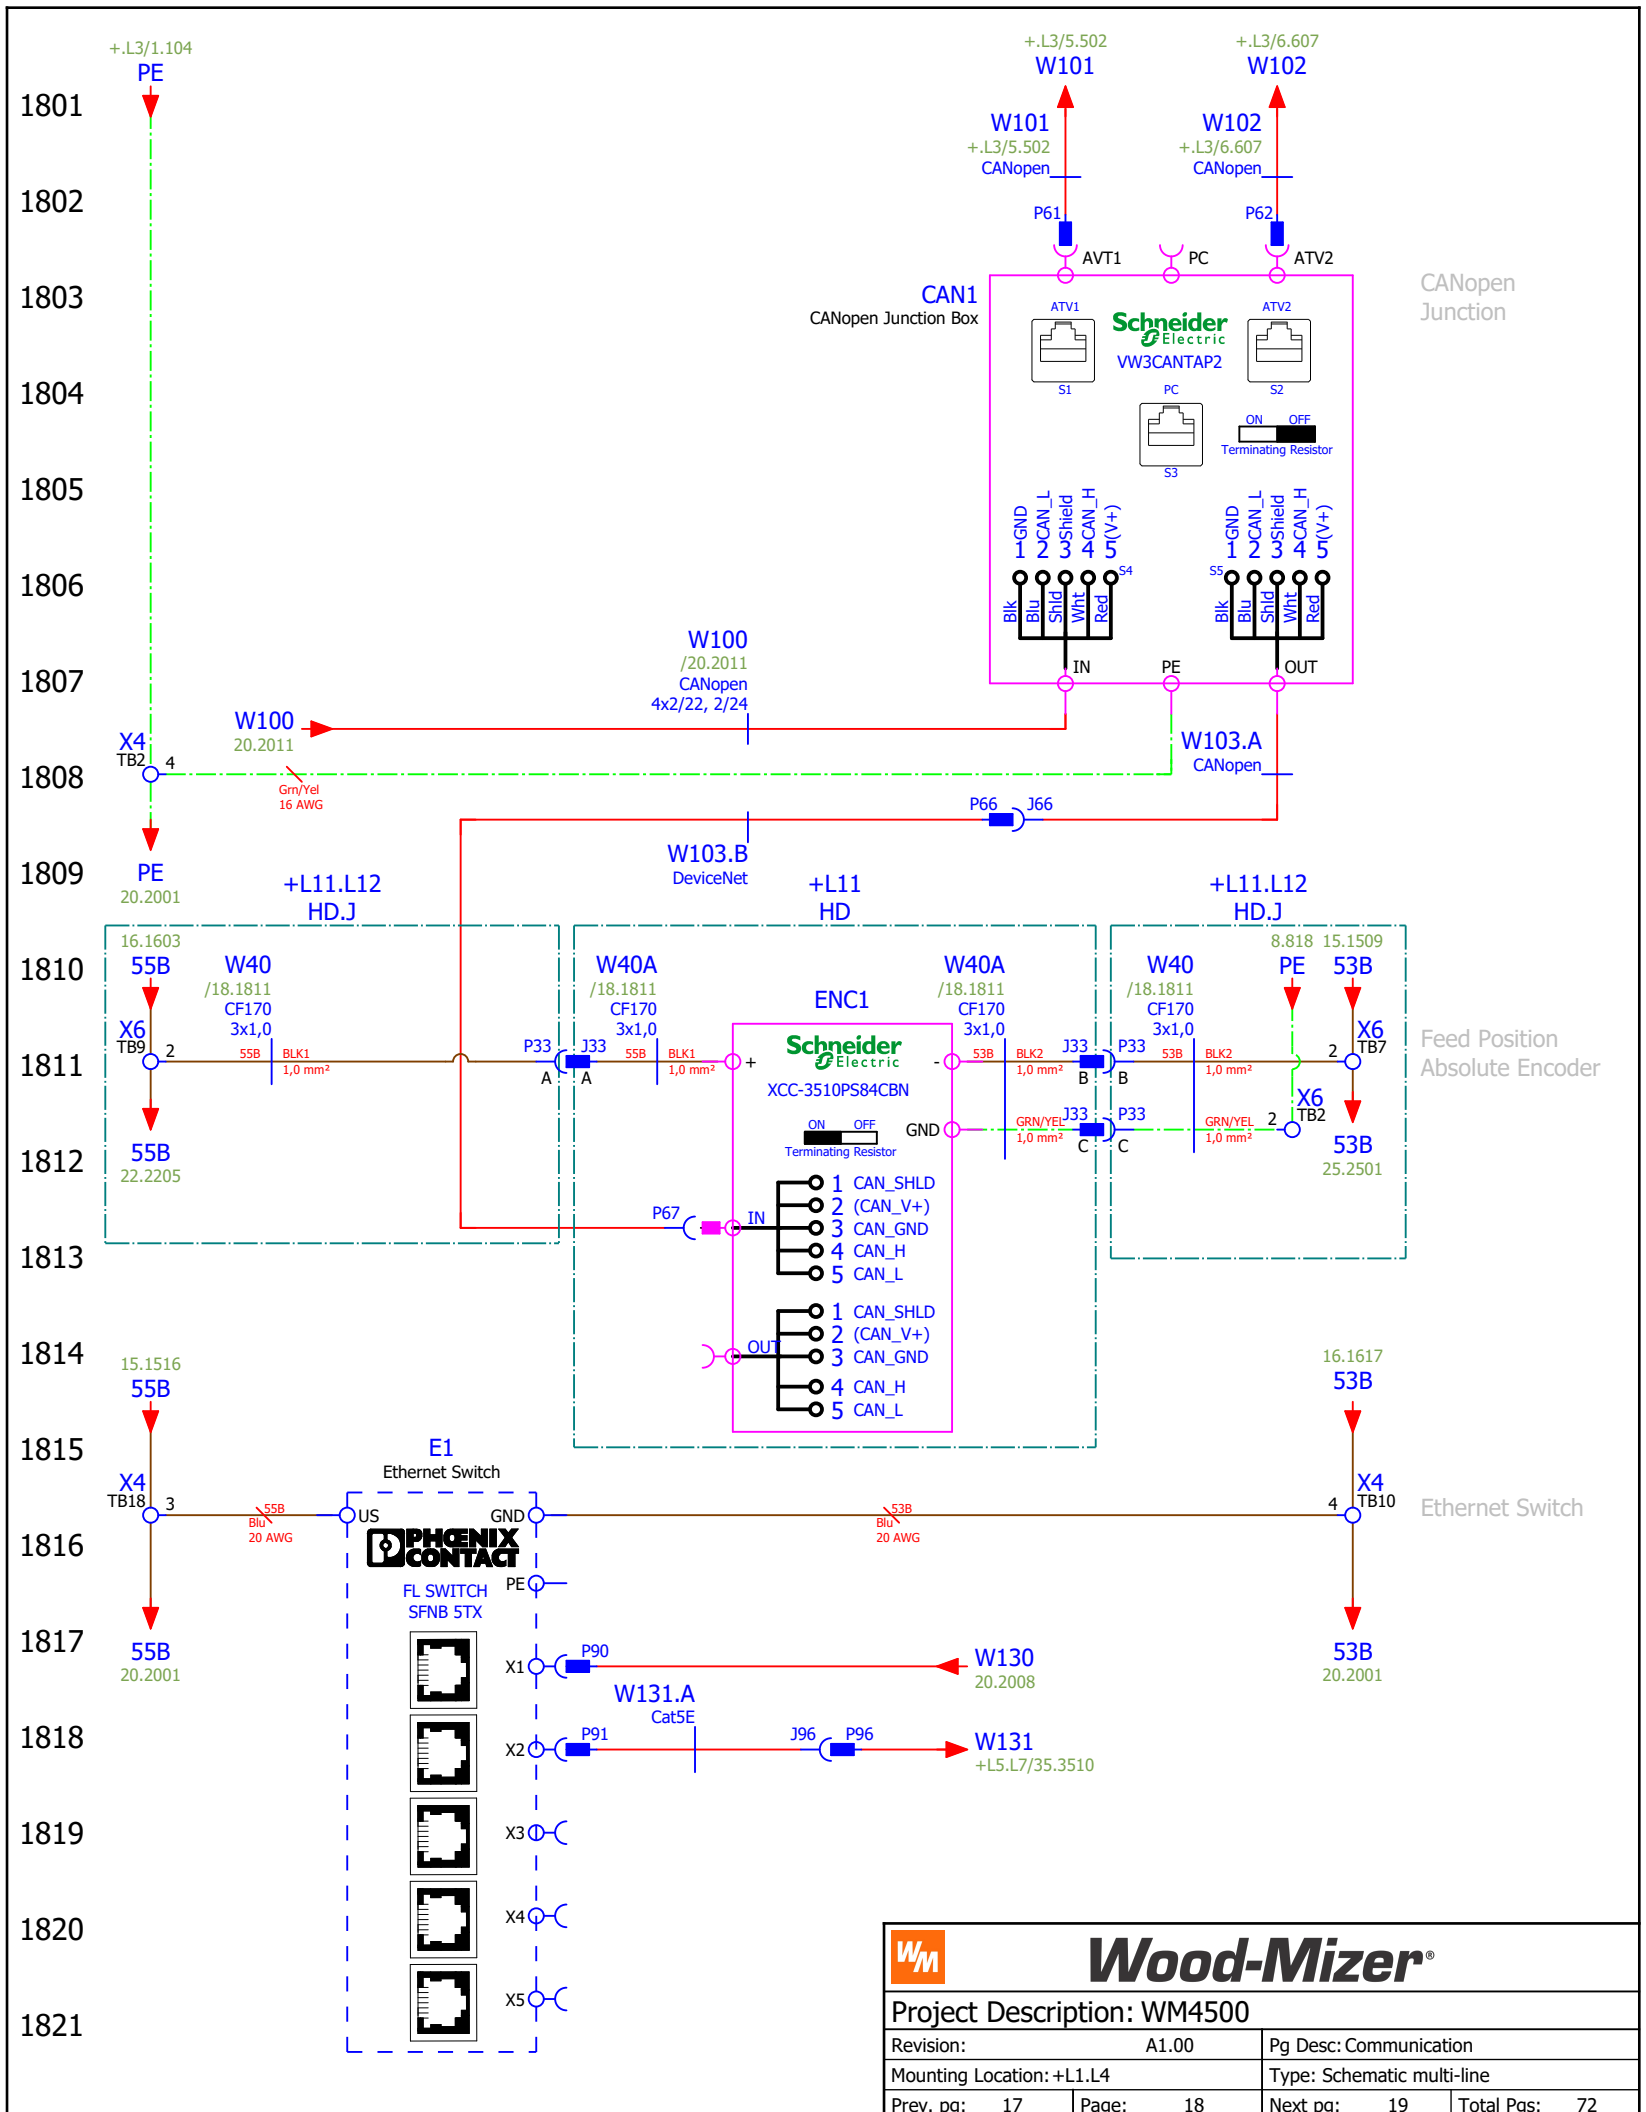 +.L3/1.104
PE
+.L3/5.502
W101
+.L3/6.607
W102
1801
W101
+.L3/5.502
CANopen
W102
+.L3/6.607
CANopen
1802
P61
P62
AVT1
PC
ATV2
1803
CAN1
CANopen Junction Box
CANopen
Junction
ATV1
Schneider
Electric
VW3CANTAP2
ATV2
S1
S2
1804
PC
ON OFF
Terminating Resistor
S3
1805
GND CAN_L Shield CAN_H (V+)
1 2 3 4 5
GND CAN_L Shield CAN_H (V+)
1 2 3 4 5
1806
S4
S5
Blk Blu Shld Wht Red
Blk Blu Shld Wht Red
W100
/20.2011
CANopen
4x2/22, 2/24
IN
PE
OUT
1807
W100
20.2011
W103.A
CANopen
X4
TB2
4
1808
Grn/Yel
16 AWG
P66 J66
W103.B
DeviceNet
1809
PE
20.2001
+L11.L12
HD.J
+L11
HD
+L11.L12
HD.J
16.1603
55B
8.818
PE
15.1509
53B
1810
W40
/18.1811
CF170
3x1,0
W40A
/18.1811
CF170
3x1,0
ENC1
W40A
/18.1811
CF170
3x1,0
W40
/18.1811
CF170
3x1,0
X6
TB9
2
X6
TB7
2
1811
55B BLK1
1,0 mm²
P33 J33
A A
55B BLK1
1,0 mm²
+
Schneider
Electric
XCC-3510PS84CBN
-
53B BLK2
1,0 mm²
J33 P33
B B
53B BLK2
1,0 mm²
Feed Position
Absolute Encoder
X6
TB2
2
ON OFF
Terminating Resistor
GND
GRN/YEL
1,0 mm²
J33 P33
C C
GRN/YEL
1,0 mm²
1812
55B
22.2205
53B
25.2501
P67
IN
1 CAN_SHLD
2 (CAN_V+)
3 CAN_GND
4 CAN_H
5 CAN_L
1813
1 CAN_SHLD
2 (CAN_V+)
3 CAN_GND
4 CAN_H
5 CAN_L
OUT
1814
15.1516
55B
16.1617
53B
1815
E1
Ethernet Switch
X4
TB18
3
X4
TB10
4
55B
Blu
20 AWG
US
GND
53B
Blu
20 AWG
Ethernet Switch
1816
PHŒNIX
CONTACT
FL SWITCH
SFNB 5TX
PE
1817
55B
20.2001
53B
20.2001
X1
P90
W130
20.2008
W131.A
Cat5E
1818
X2
P91
J96 P96
W131
+L5.L7/35.3510
1819
X3
1820
X4
1821
X5
WM
Wood-Mizer®
Project Description: WM4500
Revision: A1.00
Pg Desc: Communication
Mounting Location: +L1.L4
Type: Schematic multi-line
Prev. pg: 17
Page: 18
Next pg: 19
Total Pgs: 72